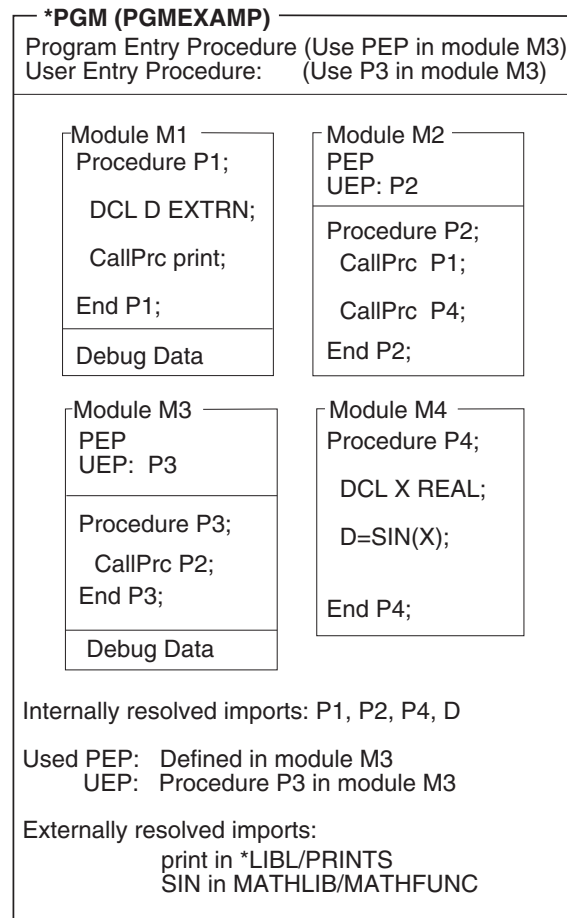 *PGM (PGMEXAMP)
Program Entry Procedure (Use PEP in module M3)
User Entry Procedure: (Use P3 in module M3)
Module M1
Procedure P1;
DCL D EXTRN;
CallPrc print;
End P1;
Debug Data
Module M2
PEP
UEP: P2
Procedure P2;
CallPrc P1;
CallPrc P4;
End P2;
Module M3
PEP
UEP: P3
Procedure P3;
CallPrc P2;
End P3;
Debug Data
Module M4
Procedure P4;
DCL X REAL;
D=SIN(X);
End P4;
Internally resolved imports: P1, P2, P4, D
Used PEP: Defined in module M3
UEP: Procedure P3 in module M3
Externally resolved imports:
print in *LIBL/PRINTS
SIN in MATHLIB/MATHFUNC